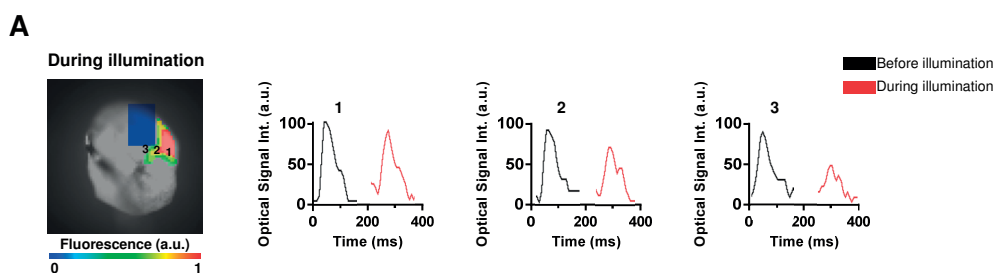 A
During illumination
3 2 1
Fluorescence (a.u.)
0 1
Optical Signal Int. (a.u.)
1
100
50
0
0 200 400
Time (ms)
Optical Signal Int. (a.u.)
2
100
50
0
0 200 400
Time (ms)
Optical Signal Int. (a.u.)
3
100
50
0
0 200 400
Time (ms)
Before illumination
During illumination